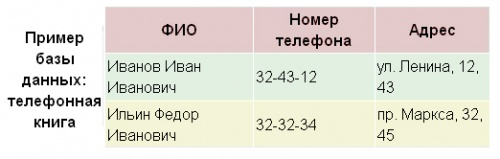 Пример
базы
данных:
телефонная
книга
ФИО
Номер
телефона
Адрес
Иванов Иван
Иванович
32-43-12
ул. Ленина, 12,
43
Ильин Федор
Иванович
32-32-34
пр. Маркса, 32,
45